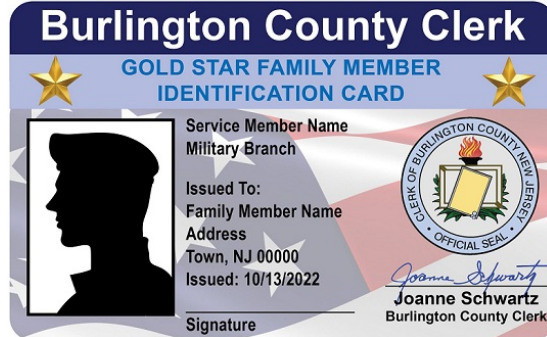 Burlington County Clerk
GOLD STAR FAMILY MEMBER
IDENTIFICATION CARD
Service Member Name
Military Branch
Issued To:
Family Member Name
Address
Town, NJ 00000
Issued: 10/13/2022
Signature
CLERK OF BURLINGTON COUNTY NEW JERSEY
• OFFICIAL SEAL •
Joanne Schwartz
Joanne Schwartz
Burlington County Clerk